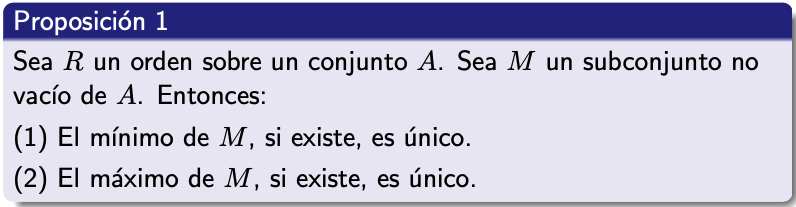 Proposición 1
Sea R un orden sobre un conjunto A. Sea M un subconjunto no
vacío de A. Entonces:
(1) El mínimo de M, si existe, es único.
(2) El máximo de M, si existe, es único.